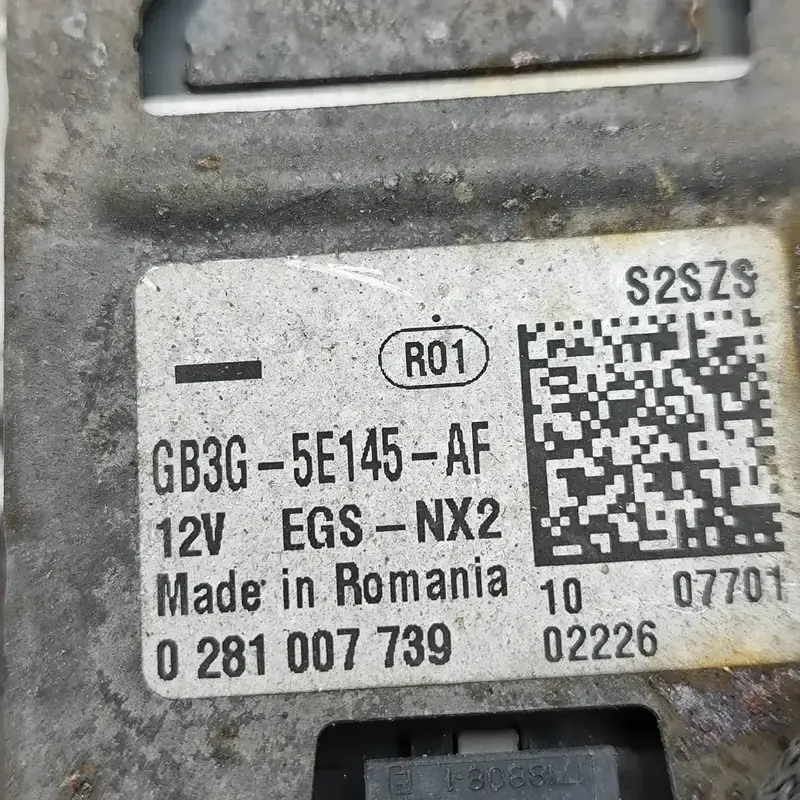 S2SZS
R01
GB3G-5E145-AF
12V EGS-NX2
Made in Romania
0 281 007 739
10 07701
02226